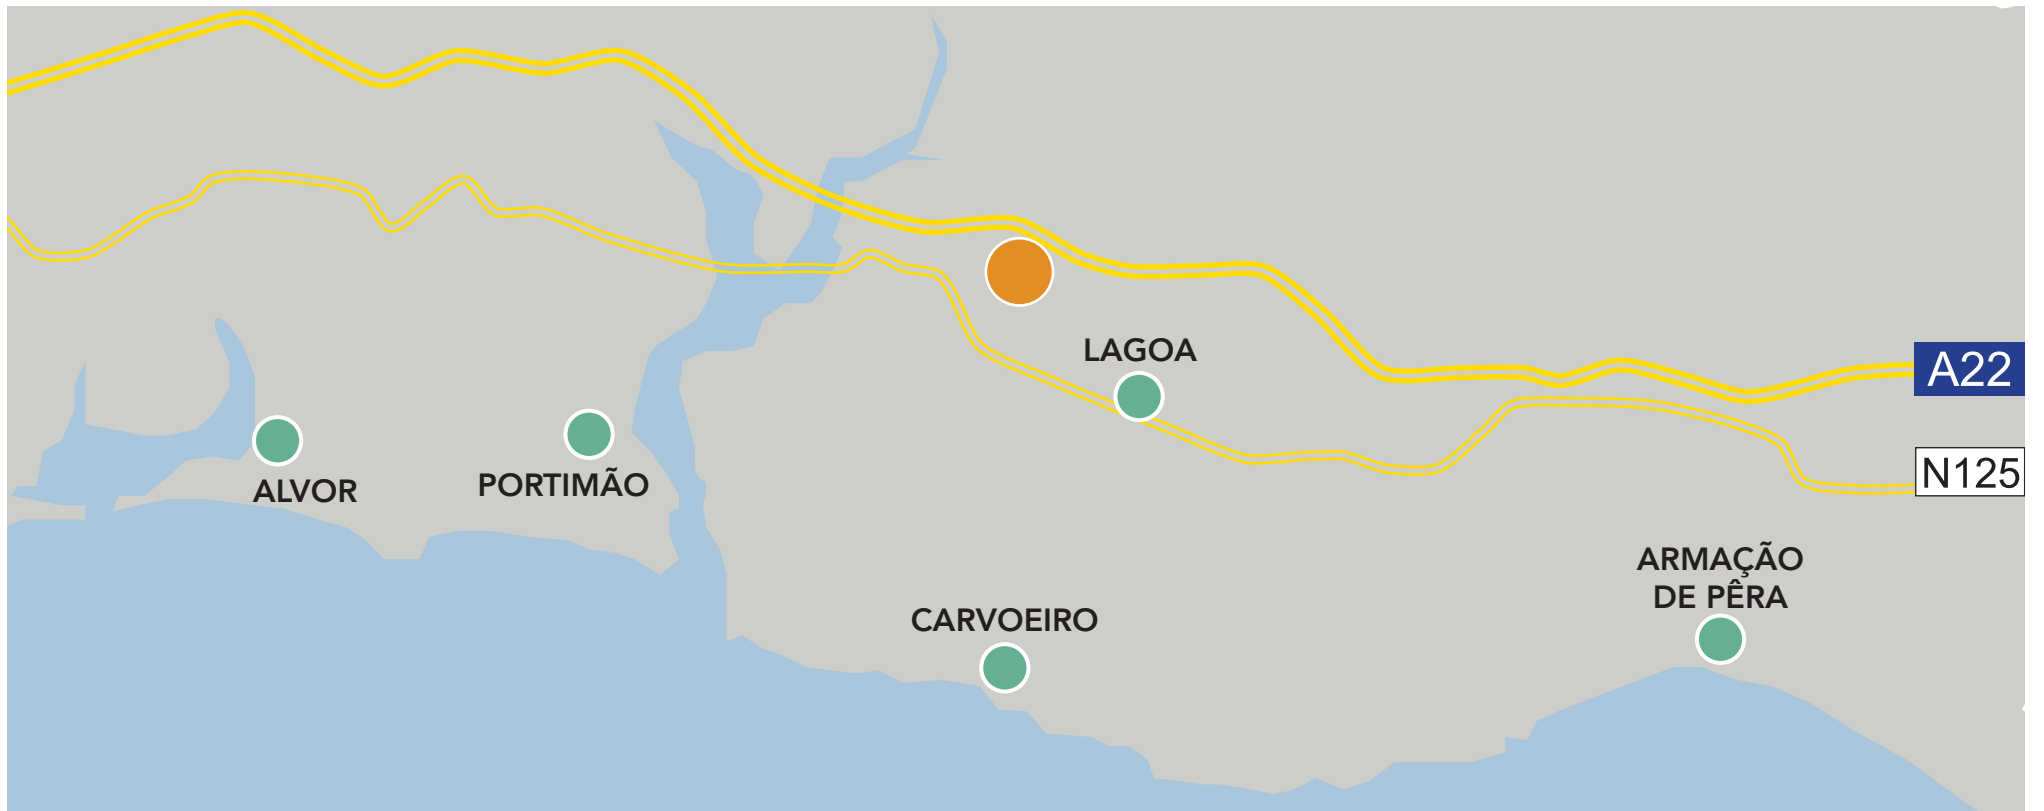 LAGOA
A22
ALVOR
PORTIMÃO
N125
ARMAÇÃO
DE PÊRA
CARVOEIRO